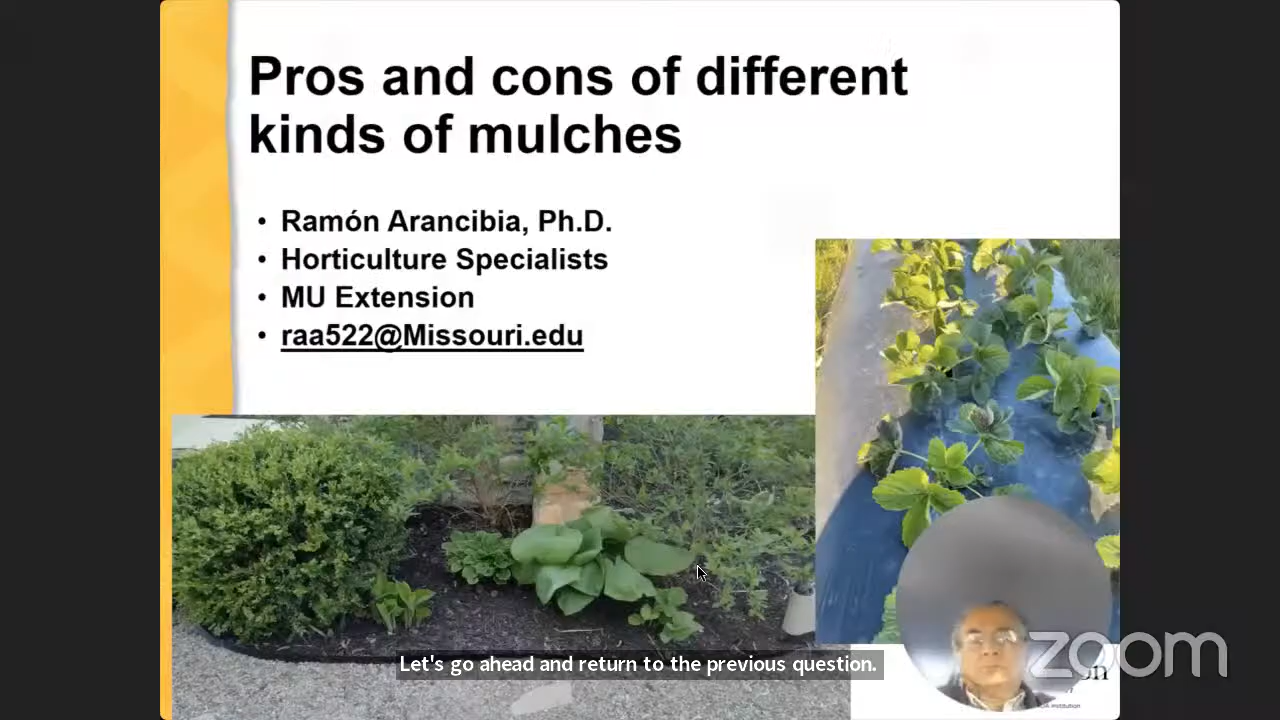 Pros and cons of different
kinds of mulches
• Ramón Arancibia, Ph.D.
• Horticulture Specialists
• MU Extension
• raa522@Missouri.edu
Let's go ahead and return to the previous question.
zoom